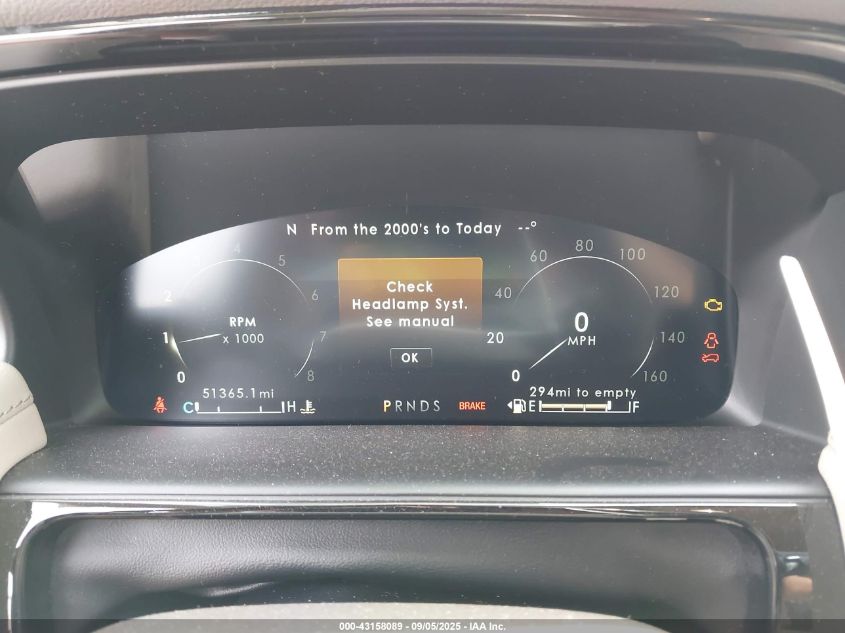 N From the 2000's to Today --°
Check
Headlamp Syst.
See manual
OK
RPM
x 1000
0 1 2 4 5 6 7 8
0
MPH
0 20 40 60 80 100 120 140 160
51365.1mi
C H
PRNDS
BRAKE
294mi to empty
E F
000-43158089 - 09/05/2025 - IAA Inc.